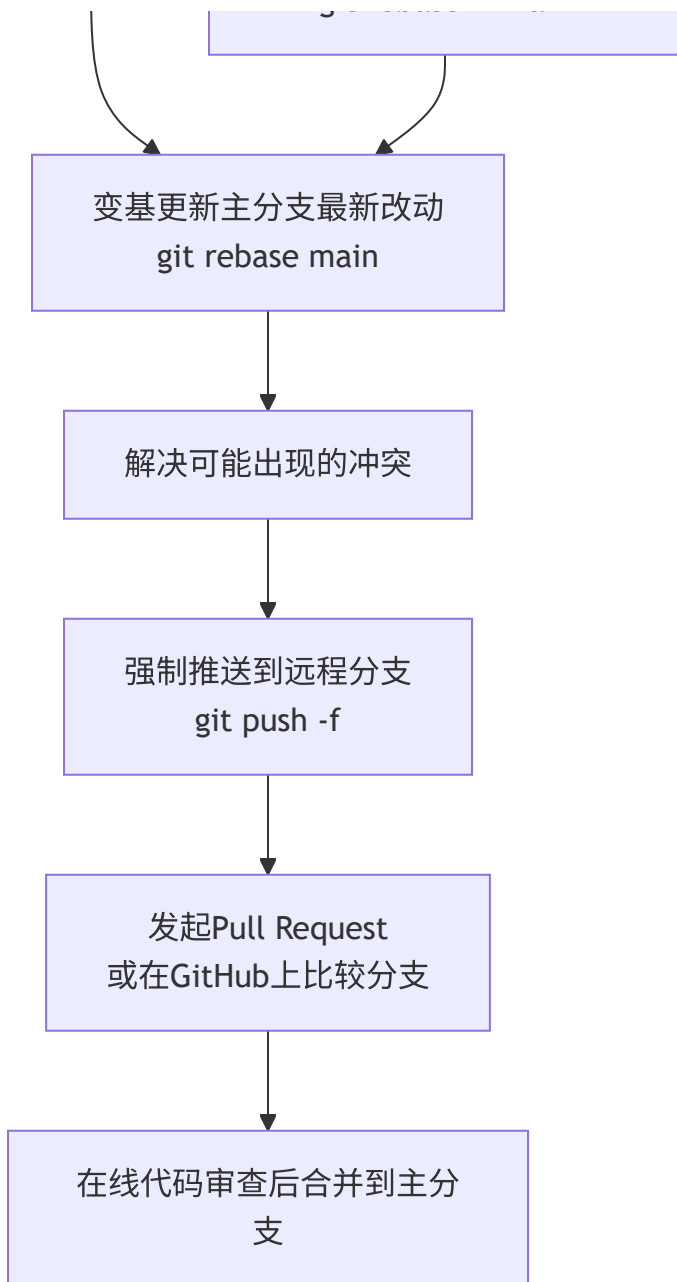 变基更新主分支最新改动
git rebase main
解决可能出现的冲突
强制推送到远程分支
git push -f
发起Pull Request
或在GitHub上比较分支
在线代码审查后合并到主分
支